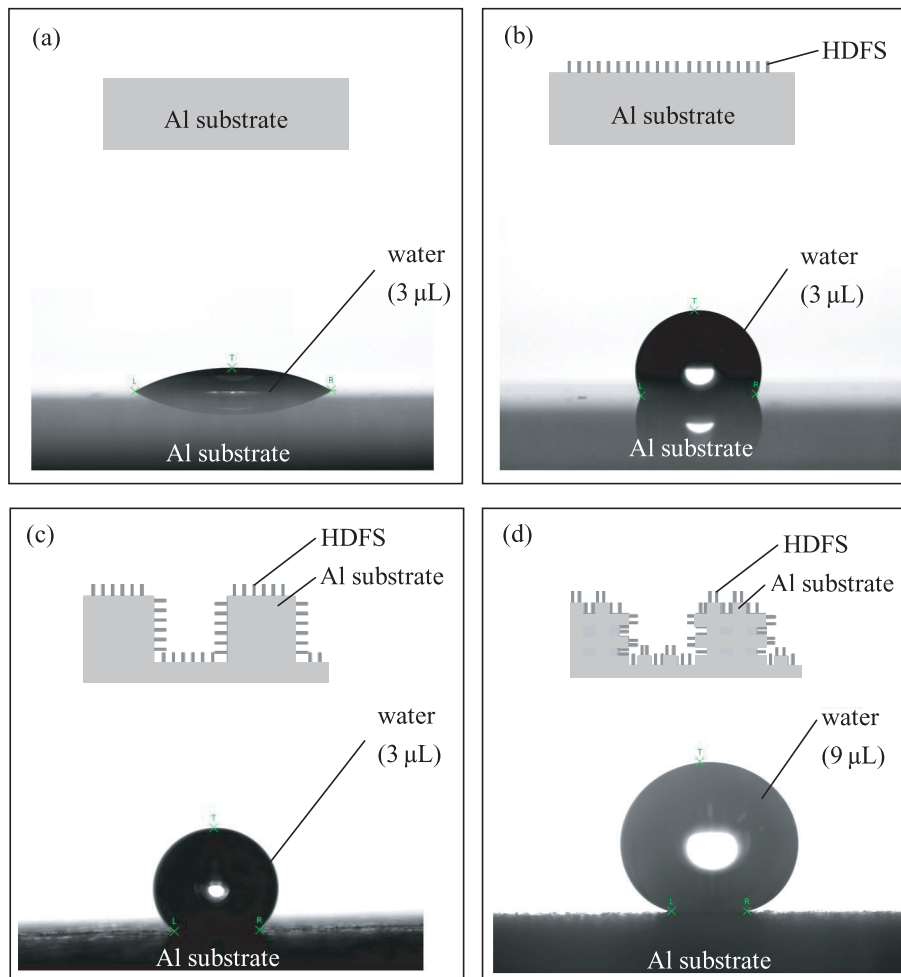 (a)
Al substrate
water
(3 µL)
T
L
R
Al substrate
(b)
HDFS
Al substrate
water
(3 µL)
T
L
R
Al substrate
(c)
HDFS
Al substrate
water
(3 µL)
T
L
R
Al substrate
(d)
HDFS
Al substrate
water
(9 µL)
T
L
R
Al substrate